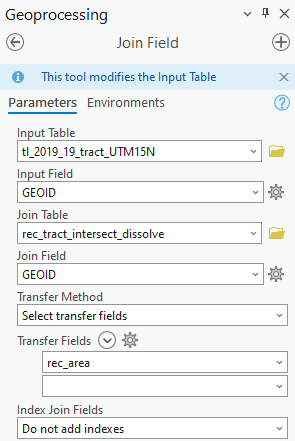 Geoprocessing
Join Field
This tool modifies the Input Table
Parameters Environments
?
Input Table
tl_2019_19_tract_UTM15N
Input Field
GEOID
Join Table
rec_tract_intersect_dissolve
Join Field
GEOID
Transfer Method
Select transfer fields
Transfer Fields
rec_area
Index Join Fields
Do not add indexes